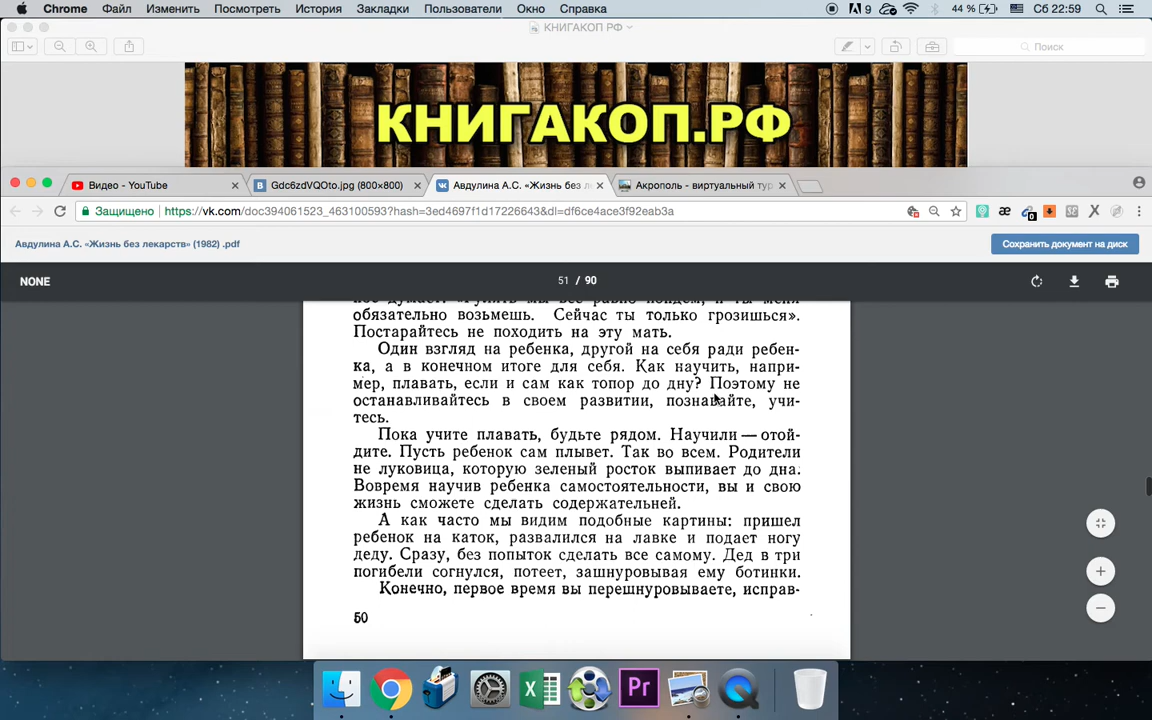 Chrome Файл Изменить Посмотреть История Закладки Пользователи Окно Справка 9 44 % Сб 22:59
КНИГАКОП РФ
Поиск
КНИГАКОП.РФ
Видео - YouTube Gdc6zdVQOto.jpg (800×800) Авдулина А.С. «Жизнь без Акрополь - виртуальный тур
Защищено https://vk.com/doc394061523_463100593?hash=3ed4697f1d17226643&dl=df6ce4ace3f92eab3a
Авдулина А.С. «Жизнь без лекарств» (1982) .pdf Сохранить документ на диск
NONE 51 / 90
обязательно возьмешь. Сейчас ты только грозишься».
Постарайтесь не походить на эту мать.
Один взгляд на ребенка, другой на себя ради ребен-
ка, а в конечном итоге для себя. Как научить, напри-
мер, плавать, если и сам как топор до дну? Поэтому не
останавливайтесь в своем развитии, познавайте, учи-
тесь.
Пока учите плавать, будьте рядом. Научили — отой-
дите. Пусть ребенок сам плывет. Так во всем. Родители
не луковица, которую зеленый росток выпивает до дна.
Вовремя научив ребенка самостоятельности, вы и свою
жизнь сможете сделать содержательней.
А как часто мы видим подобные картины: пришел
ребенок на каток, развалился на лавке и подает ногу
деду. Сразу, без попыток сделать все самому. Дед в три
погибели согнулся, потеет, зашнуровывая ему ботинки.
Конечно, первое время вы перешнуровываете, исправ-
50
Pr